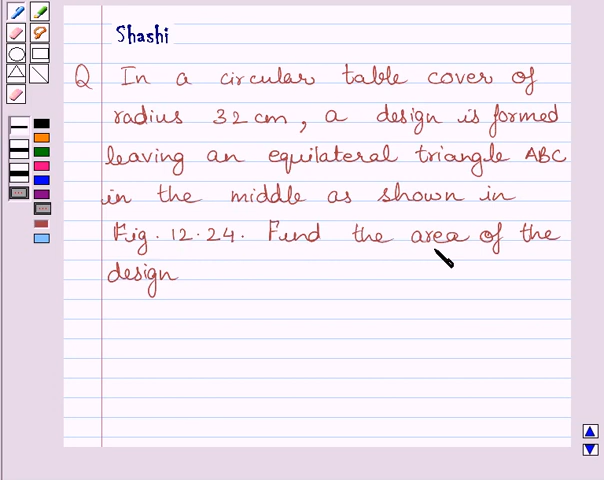 Shashi
Q In a circular table cover of
radius 32 cm, a design is formed
leaving an equilateral triangle ABC
in the middle as shown in
Fig. 12.24. Find the area of the
design